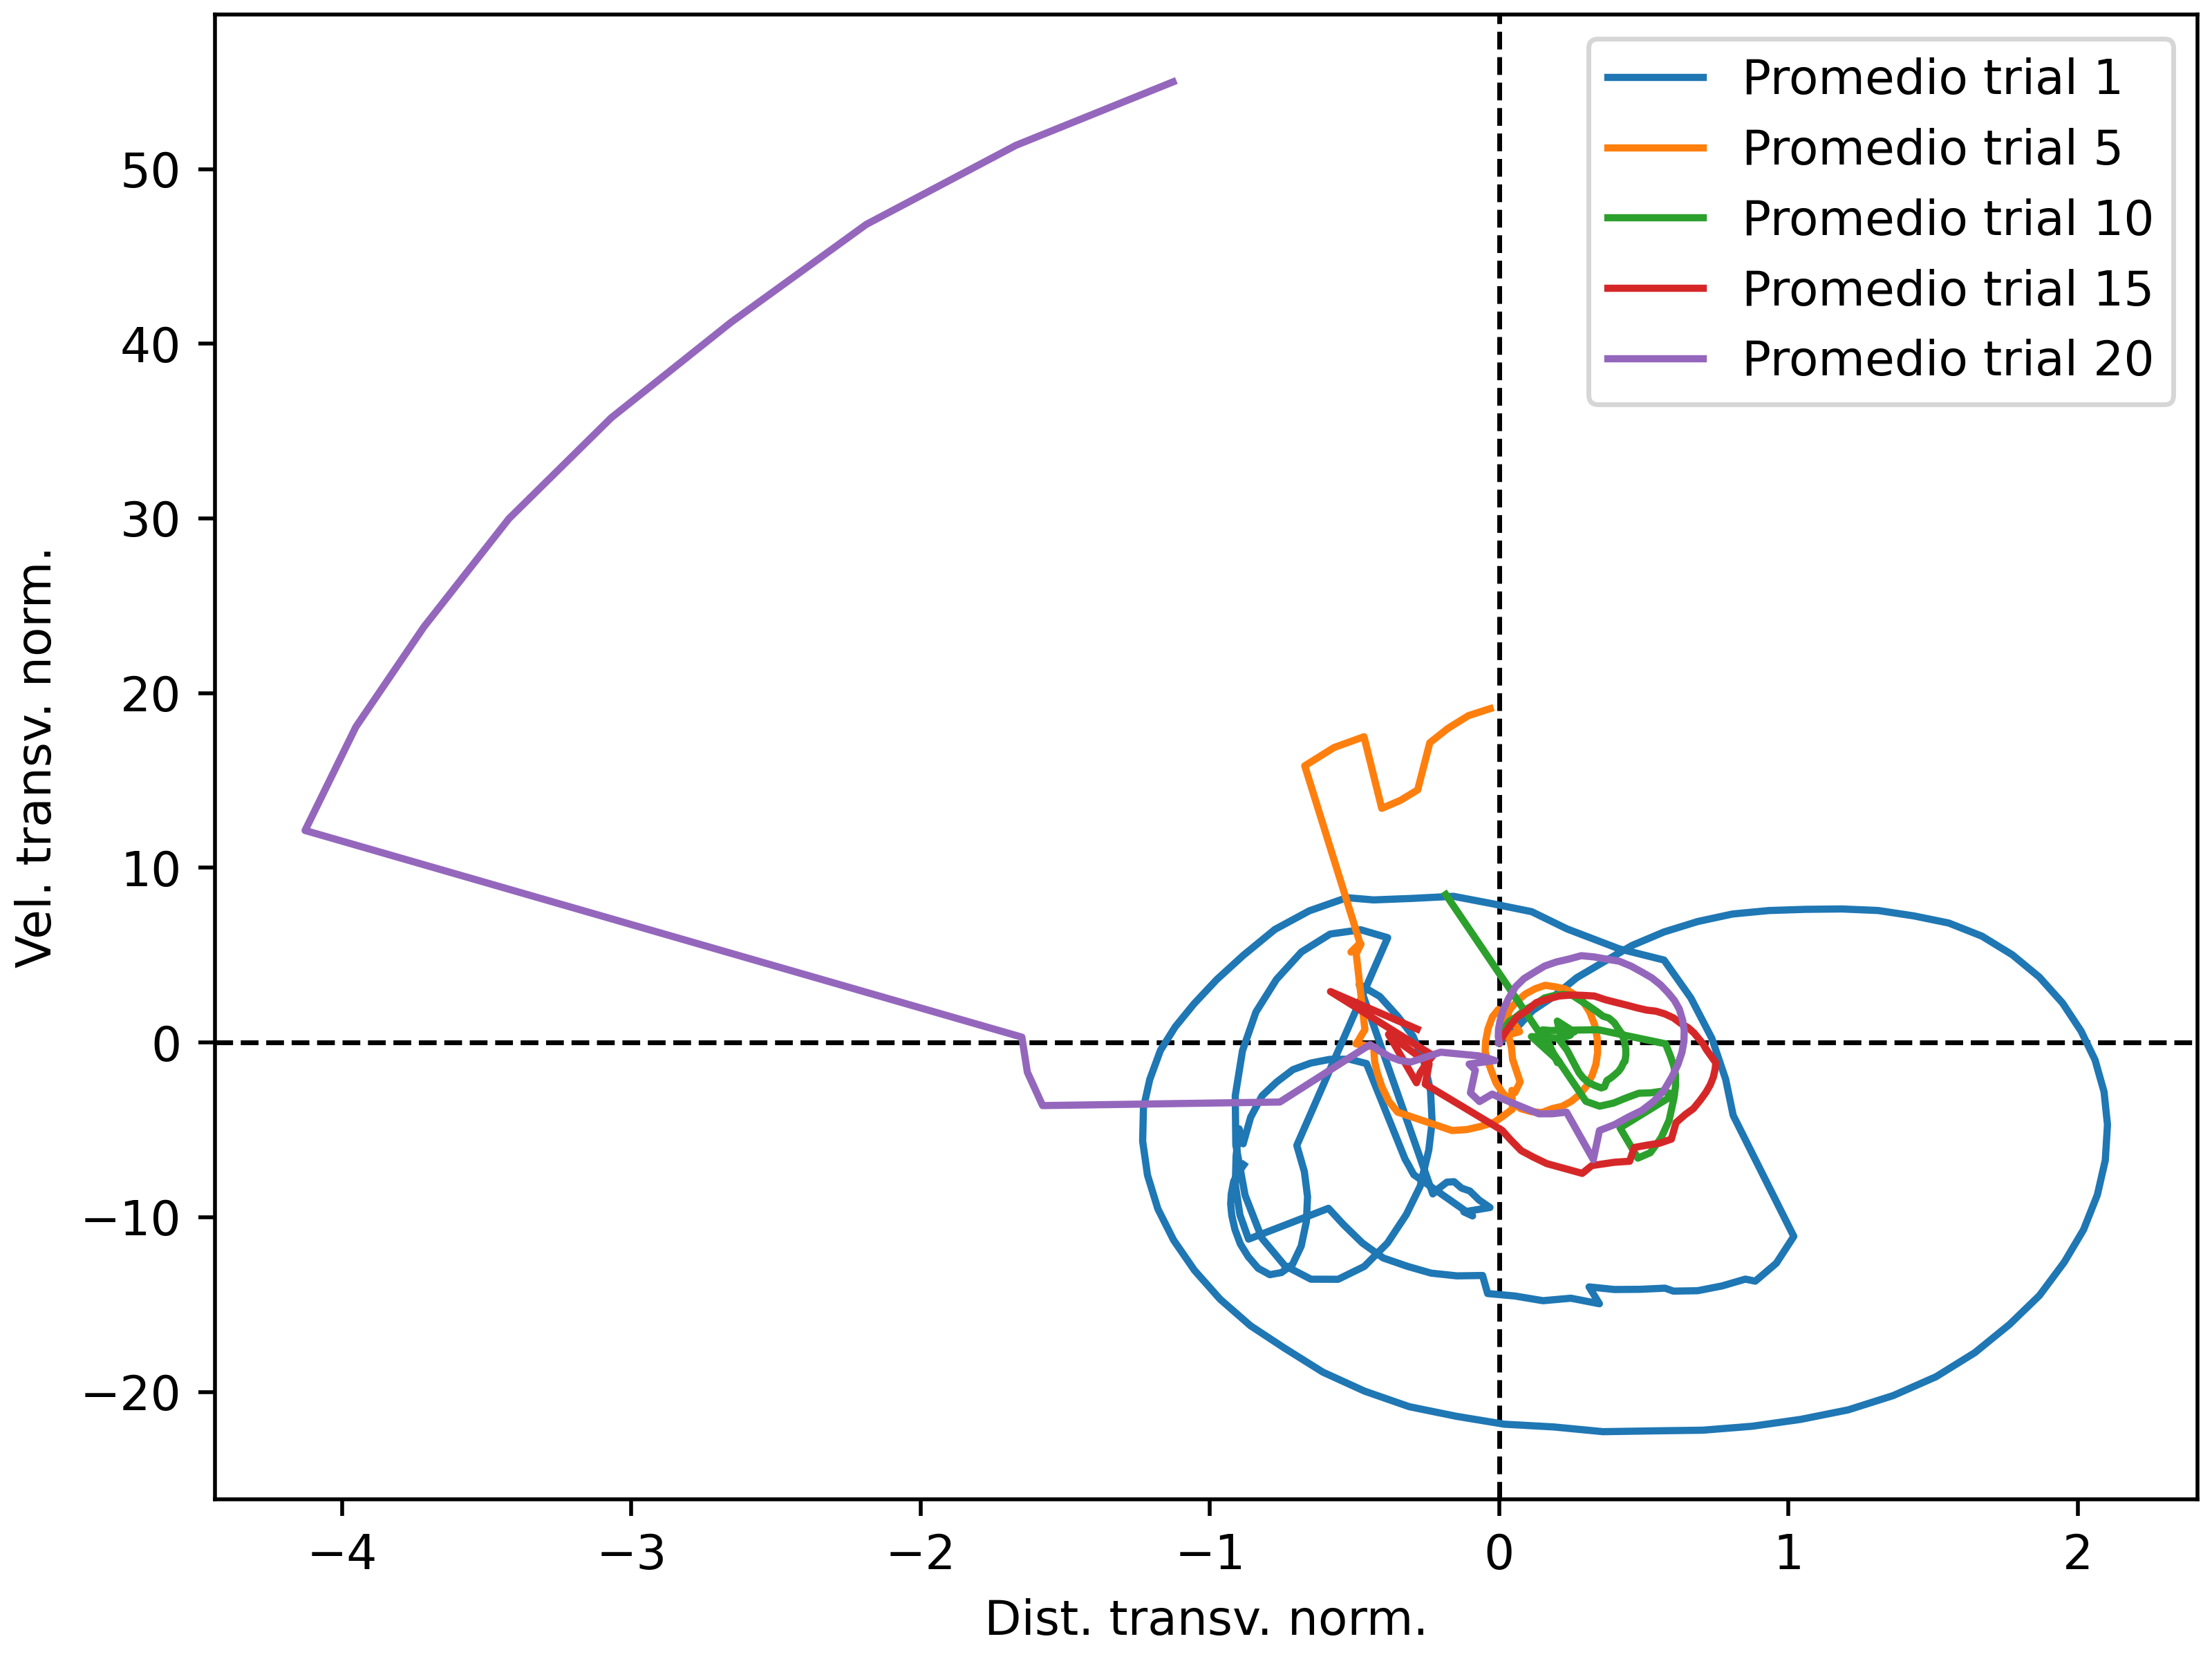 Promedio trial 1
Promedio trial 5
Promedio trial 10
Promedio trial 15
Promedio trial 20
Vel. transv. norm.
50
40
30
20
10
0
−10
−20
−4 −3 −2 −1 0 1 2
Dist. transv. norm.